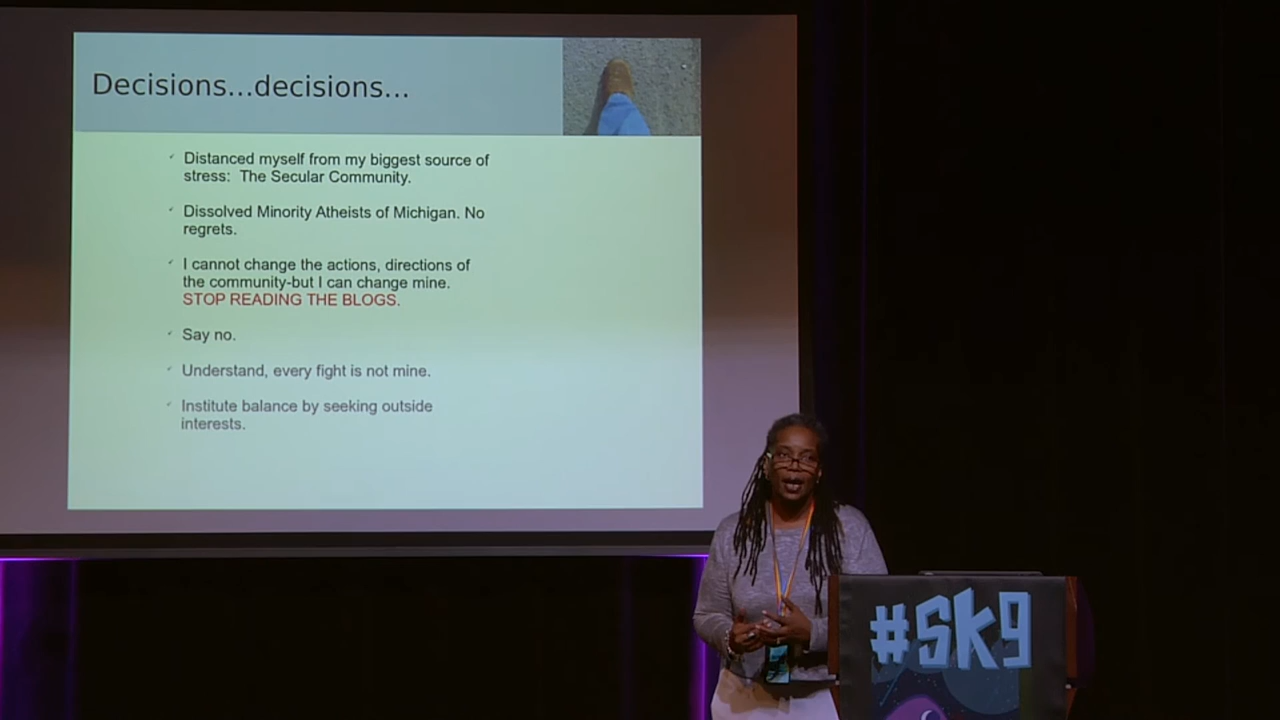 Decisions...decisions...
Distanced myself from my biggest source of
stress: The Secular Community.
Dissolved Minority Atheists of Michigan. No
regrets.
I cannot change the actions, directions of
the community-but I can change mine.
STOP READING THE BLOGS.
Say no.
Understand, every fight is not mine.
Institute balance by seeking outside
interests.
#SK9